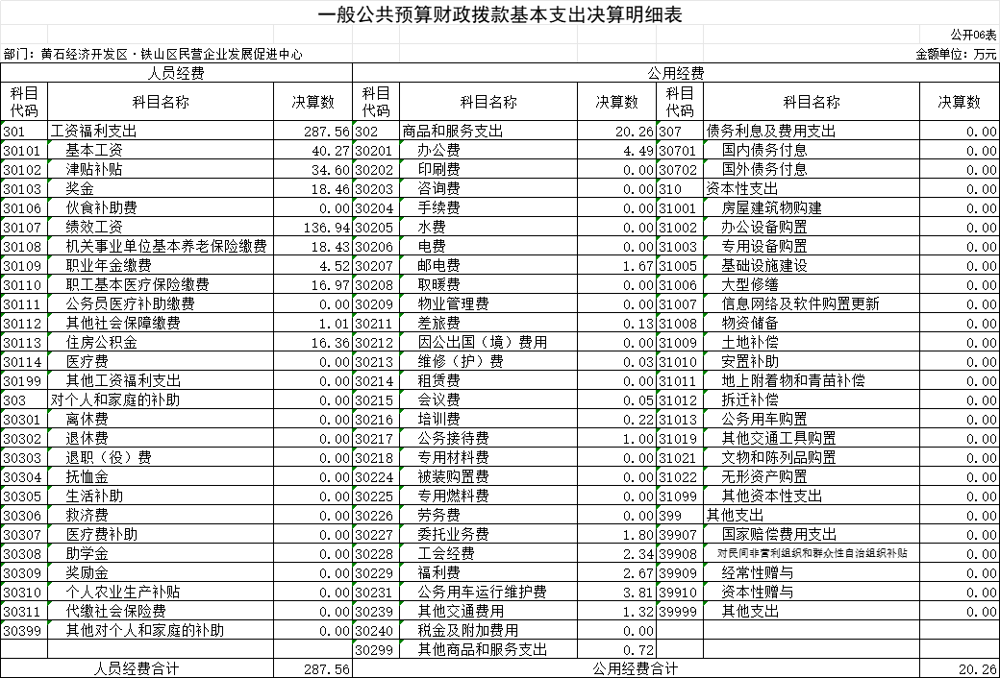 一般公共预算财政拨款基本支出决算明细表
公开06表
部门：黄石经济开发区·铁山区民营企业发展促进中心 金额单位：万元
人员经费 公用经费
科目代码 科目名称 决算数 科目代码 科目名称 决算数 科目代码 科目名称 决算数
301 工资福利支出 287.56 302 商品和服务支出 20.26 307 债务利息及费用支出 0.00
30101 基本工资 40.27 30201 办公费 4.49 30701 国内债务付息 0.00
30102 津贴补贴 34.60 30202 印刷费 0.00 30702 国外债务付息 0.00
30103 奖金 18.46 30203 咨询费 0.00 310 资本性支出 0.00
30106 伙食补助费 0.00 30204 手续费 0.00 31001 房屋建筑物购建 0.00
30107 绩效工资 136.94 30205 水费 0.00 31002 办公设备购置 0.00
30108 机关事业单位基本养老保险缴费 18.43 30206 电费 0.00 31003 专用设备购置 0.00
30109 职业年金缴费 4.52 30207 邮电费 1.67 31005 基础设施建设 0.00
30110 职工基本医疗保险缴费 16.97 30208 取暖费 0.00 31006 大型修缮 0.00
30111 公务员医疗补助缴费 0.00 30209 物业管理费 0.00 31007 信息网络及软件购置更新 0.00
30112 其他社会保障缴费 1.01 30211 差旅费 0.13 31008 物资储备 0.00
30113 住房公积金 16.36 30212 因公出国（境）费用 0.00 31009 土地补偿 0.00
30114 医疗费 0.00 30213 维修（护）费 0.03 31010 安置补助 0.00
30199 其他工资福利支出 0.00 30214 租赁费 0.00 31011 地上附着物和青苗补偿 0.00
303 对个人和家庭的补助 0.00 30215 会议费 0.05 31012 拆迁补偿 0.00
30301 离休费 0.00 30216 培训费 0.22 31013 公务用车购置 0.00
30302 退休费 0.00 30217 公务接待费 1.00 31019 其他交通工具购置 0.00
30303 退职（役）费 0.00 30218 专用材料费 0.00 31021 文物和陈列品购置 0.00
30304 抚恤金 0.00 30224 被装购置费 0.00 31022 无形资产购置 0.00
30305 生活补助 0.00 30225 专用燃料费 0.00 31099 其他资本性支出 0.00
30306 救济费 0.00 30226 劳务费 0.00 399 其他支出 0.00
30307 医疗费补助 0.00 30227 委托业务费 1.80 39907 国家赔偿费用支出 0.00
30308 助学金 0.00 30228 工会经费 2.34 39908 对民间非营利组织和群众性自治组织补贴 0.00
30309 奖励金 0.00 30229 福利费 2.67 39909 经常性赠与 0.00
30310 个人农业生产补贴 0.00 30231 公务用车运行维护费 3.81 39910 资本性赠与 0.00
30311 代缴社会保险费 0.00 30239 其他交通费用 1.32 39999 其他支出 0.00
30399 其他对个人和家庭的补助 0.00 30240 税金及附加费用 0.00
30299 其他商品和服务支出 0.72
人员经费合计 287.56 公用经费合计 20.26